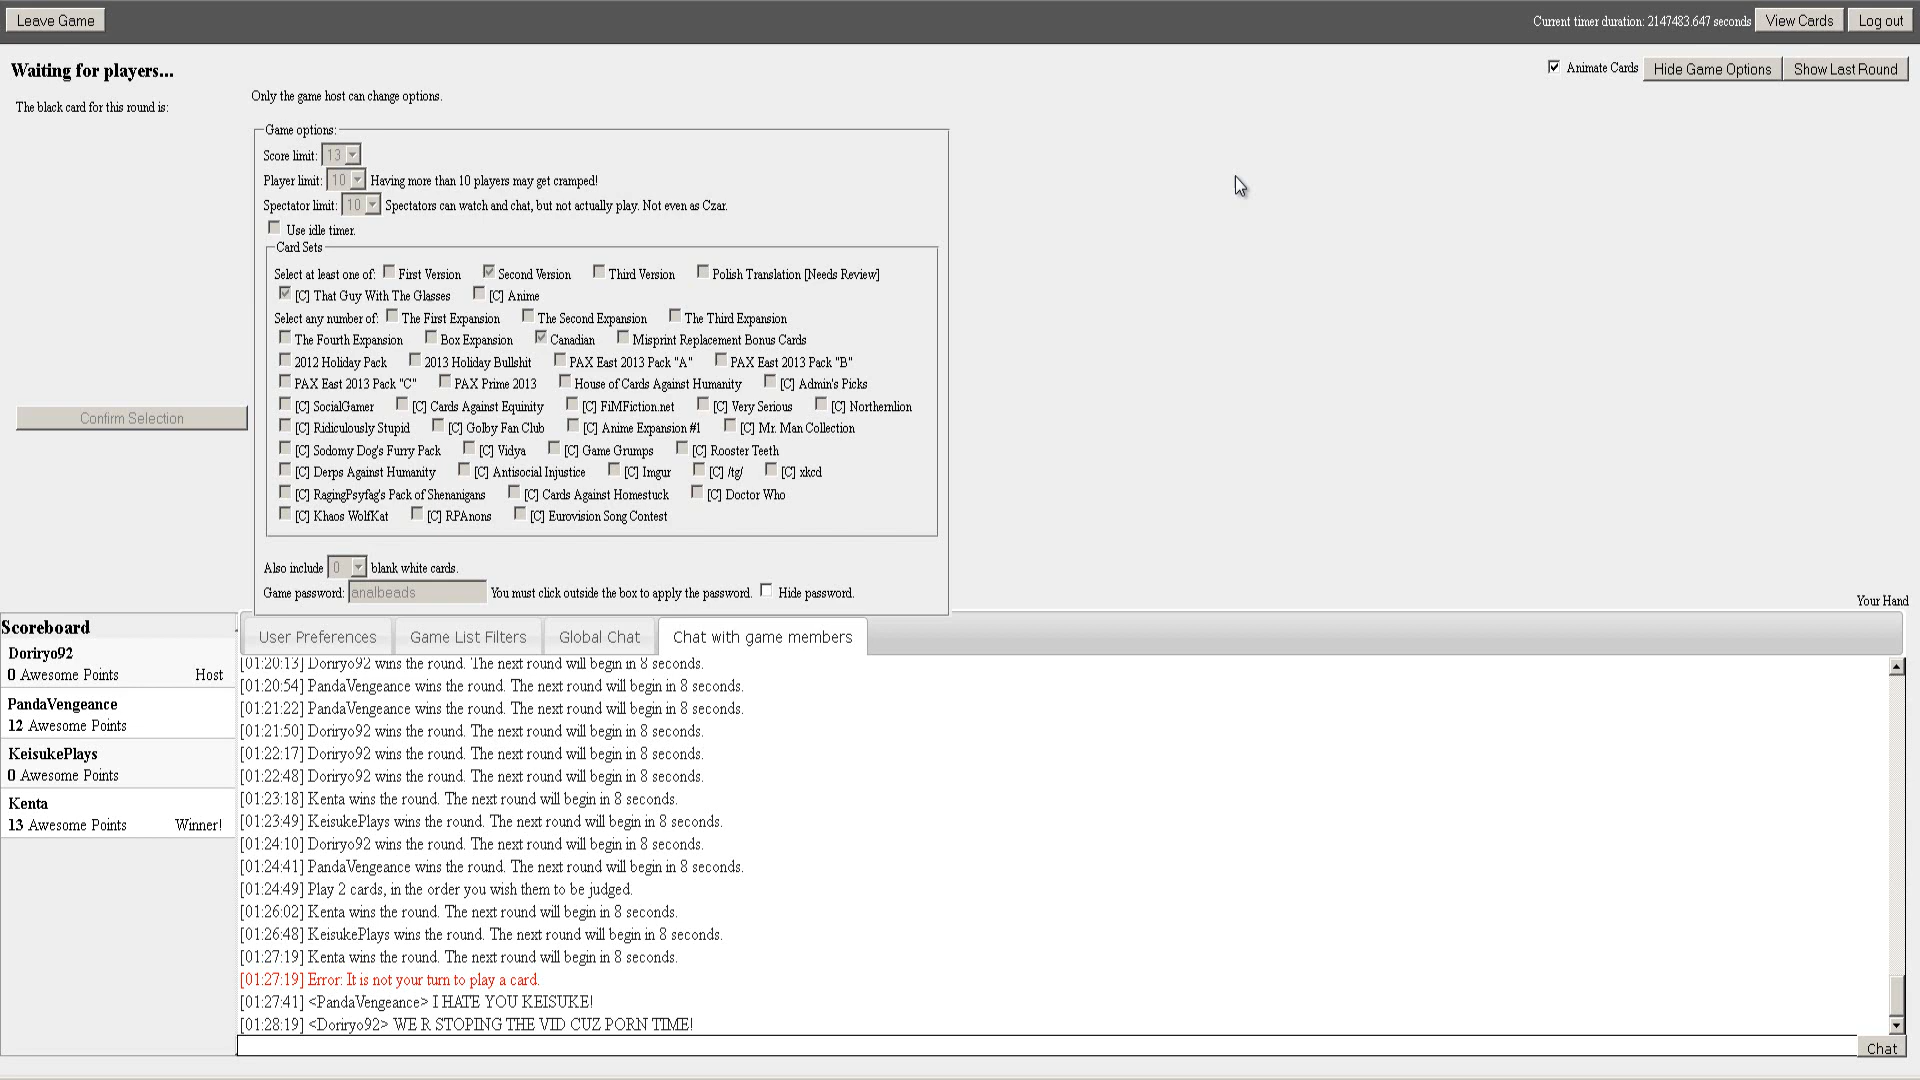 Leave Game
Current timer duration: 2147483.647 seconds
View Cards
Log out
Waiting for players...
Animate Cards
Hide Game Options
Show Last Round
The black card for this round is:
Only the game host can change options.
Game options:
Score limit: 13
Player limit: 10 Having more than 10 players may get cramped!
Spectator limit: 10 Spectators can watch and chat, but not actually play. Not even as Czar.
Use idle timer.
Card Sets
Select at least one of: First Version Second Version Third Version Polish Translation [Needs Review]
[C] That Guy With The Glasses [C] Anime
Select any number of: The First Expansion The Second Expansion The Third Expansion
The Fourth Expansion Box Expansion Canadian Misprint Replacement Bonus Cards
2012 Holiday Pack 2013 Holiday Bullshit PAX East 2013 Pack "A" PAX East 2013 Pack "B"
PAX East 2013 Pack "C" PAX Prime 2013 House of Cards Against Humanity [C] Admin's Picks
[C] SocialGamer [C] Cards Against Equinity [C] FiMFiction.net [C] Very Serious [C] Northernlion
[C] Ridiculously Stupid [C] Golby Fan Club [C] Anime Expansion #1 [C] Mr. Man Collection
[C] Sodomy Dog's Furry Pack [C] Vidya [C] Game Grumps [C] Rooster Teeth
[C] Derps Against Humanity [C] Antisocial Injustice [C] Imgur [C] /tg/ [C] xkcd
[C] RagingPsyfag's Pack of Shenanigans [C] Cards Against Homestuck [C] Doctor Who
[C] Khaos WolfKat [C] RPAnons [C] Eurovision Song Contest
Confirm Selection
Also include 0 blank white cards.
Game password: analbeads You must click outside the box to apply the password. Hide password.
Your Hand
Scoreboard
Doriryo92
0 Awesome Points Host
PandaVengeance
12 Awesome Points
KeisukePlays
0 Awesome Points
Kenta
13 Awesome Points Winner!
User Preferences
Game List Filters
Global Chat
Chat with game members
[01:20:13] Doriryo92 wins the round. The next round will begin in 8 seconds.
[01:20:54] PandaVengeance wins the round. The next round will begin in 8 seconds.
[01:21:22] PandaVengeance wins the round. The next round will begin in 8 seconds.
[01:21:50] Doriryo92 wins the round. The next round will begin in 8 seconds.
[01:22:17] Doriryo92 wins the round. The next round will begin in 8 seconds.
[01:22:48] Doriryo92 wins the round. The next round will begin in 8 seconds.
[01:23:18] Kenta wins the round. The next round will begin in 8 seconds.
[01:23:49] KeisukePlays wins the round. The next round will begin in 8 seconds.
[01:24:10] Doriryo92 wins the round. The next round will begin in 8 seconds.
[01:24:41] PandaVengeance wins the round. The next round will begin in 8 seconds.
[01:24:49] Play 2 cards, in the order you wish them to be judged.
[01:26:02] Kenta wins the round. The next round will begin in 8 seconds.
[01:26:48] KeisukePlays wins the round. The next round will begin in 8 seconds.
[01:27:19] Kenta wins the round. The next round will begin in 8 seconds.
[01:27:19] Error: It is not your turn to play a card.
[01:27:41] <PandaVengeance> I HATE YOU KEISUKE!
[01:28:19] <Doriryo92> WE R STOPING THE VID CUZ PORN TIME!
Chat